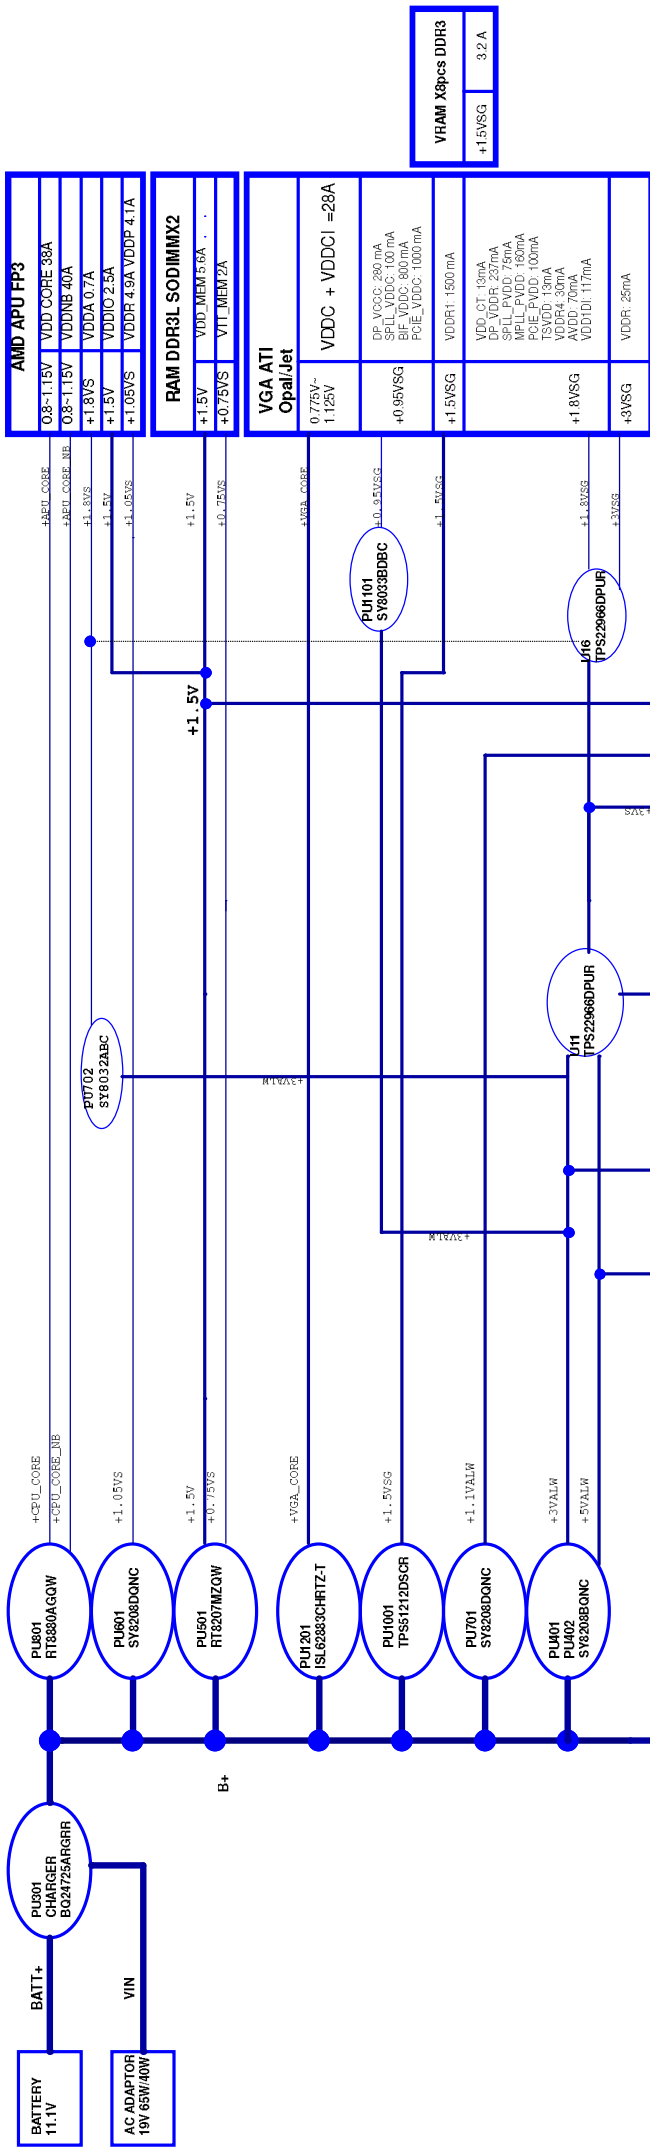 BATTERY
11.1V
AC ADAPTOR
19V 65W/40W
BATT+
VIN
PU301
CHARGER
BQ24725ARGRR
B+
PU801
RT8880AGQW
PU601
SY8208DQNC
PU501
RT8207MZQW
PU1201
ISL62883CHRTZ-T
PU1001
TPS51212DSCR
PU701
SY8208DQNC
PU401
PU402
SY8208BQNC
+CPU_CORE
+CPU_CORE_NB
+1.05VS
+1.5V
+0.75VS
+VGA_CORE
+1.5VSG
+1.1VALW
+3VALW
+5VALW
+3VALW
+3VALW
PU702
SY8032ABC
U11
TPS22966DPUR
+3VS
+1.5V
PU1101
SY8033BDBC
U16
TPS22966DPUR
+APU_CORE
+APU_CORE_NB
+1.8VS
+1.5V
+1.05VS
+1.5V
+0.75VS
+VGA_CORE
+0.95VSG
+1.5VSG
+1.8VSG
+3VSG
AMD APU FP3
0.8~1.15V VDD CORE 38A
0.8~1.15V VDDNB 40A
+1.8VS VDDA 0.7A
+1.5V VDDIO 2.5A
+1.05VS VDDR 4.9A VDDP 4.1A
RAM DDR3L SODIMMX2
+1.5V VDD_MEM 5.6A . .
+0.75VS VTT_MEM 2A
VGA ATI
Opal/Jet
0.775V~
1.125V
VDDC + VDDCI =28A
+0.95VSG
DP_VCCC: 280 mA
SPLL_VDDC: 100 mA
BIF_VDDC: 800 mA
PCIE_VDDC: 1000 mA
+1.5VSG VDDR1: 1500 mA
+1.8VSG
VDD_CT: 13mA
DP_VDDR: 237mA
SPLL_PVDD: 75mA
MPLL_PVDD: 160mA
PCIE_PVDD: 100mA
TSVDD: 13mA
VDDR4: 30mA
AVDD: 70mA
VDD1DI: 117mA
+3VSG VDDR: 25mA
VRAM X8pcs DDR3
+1.5VSG 3.2 A